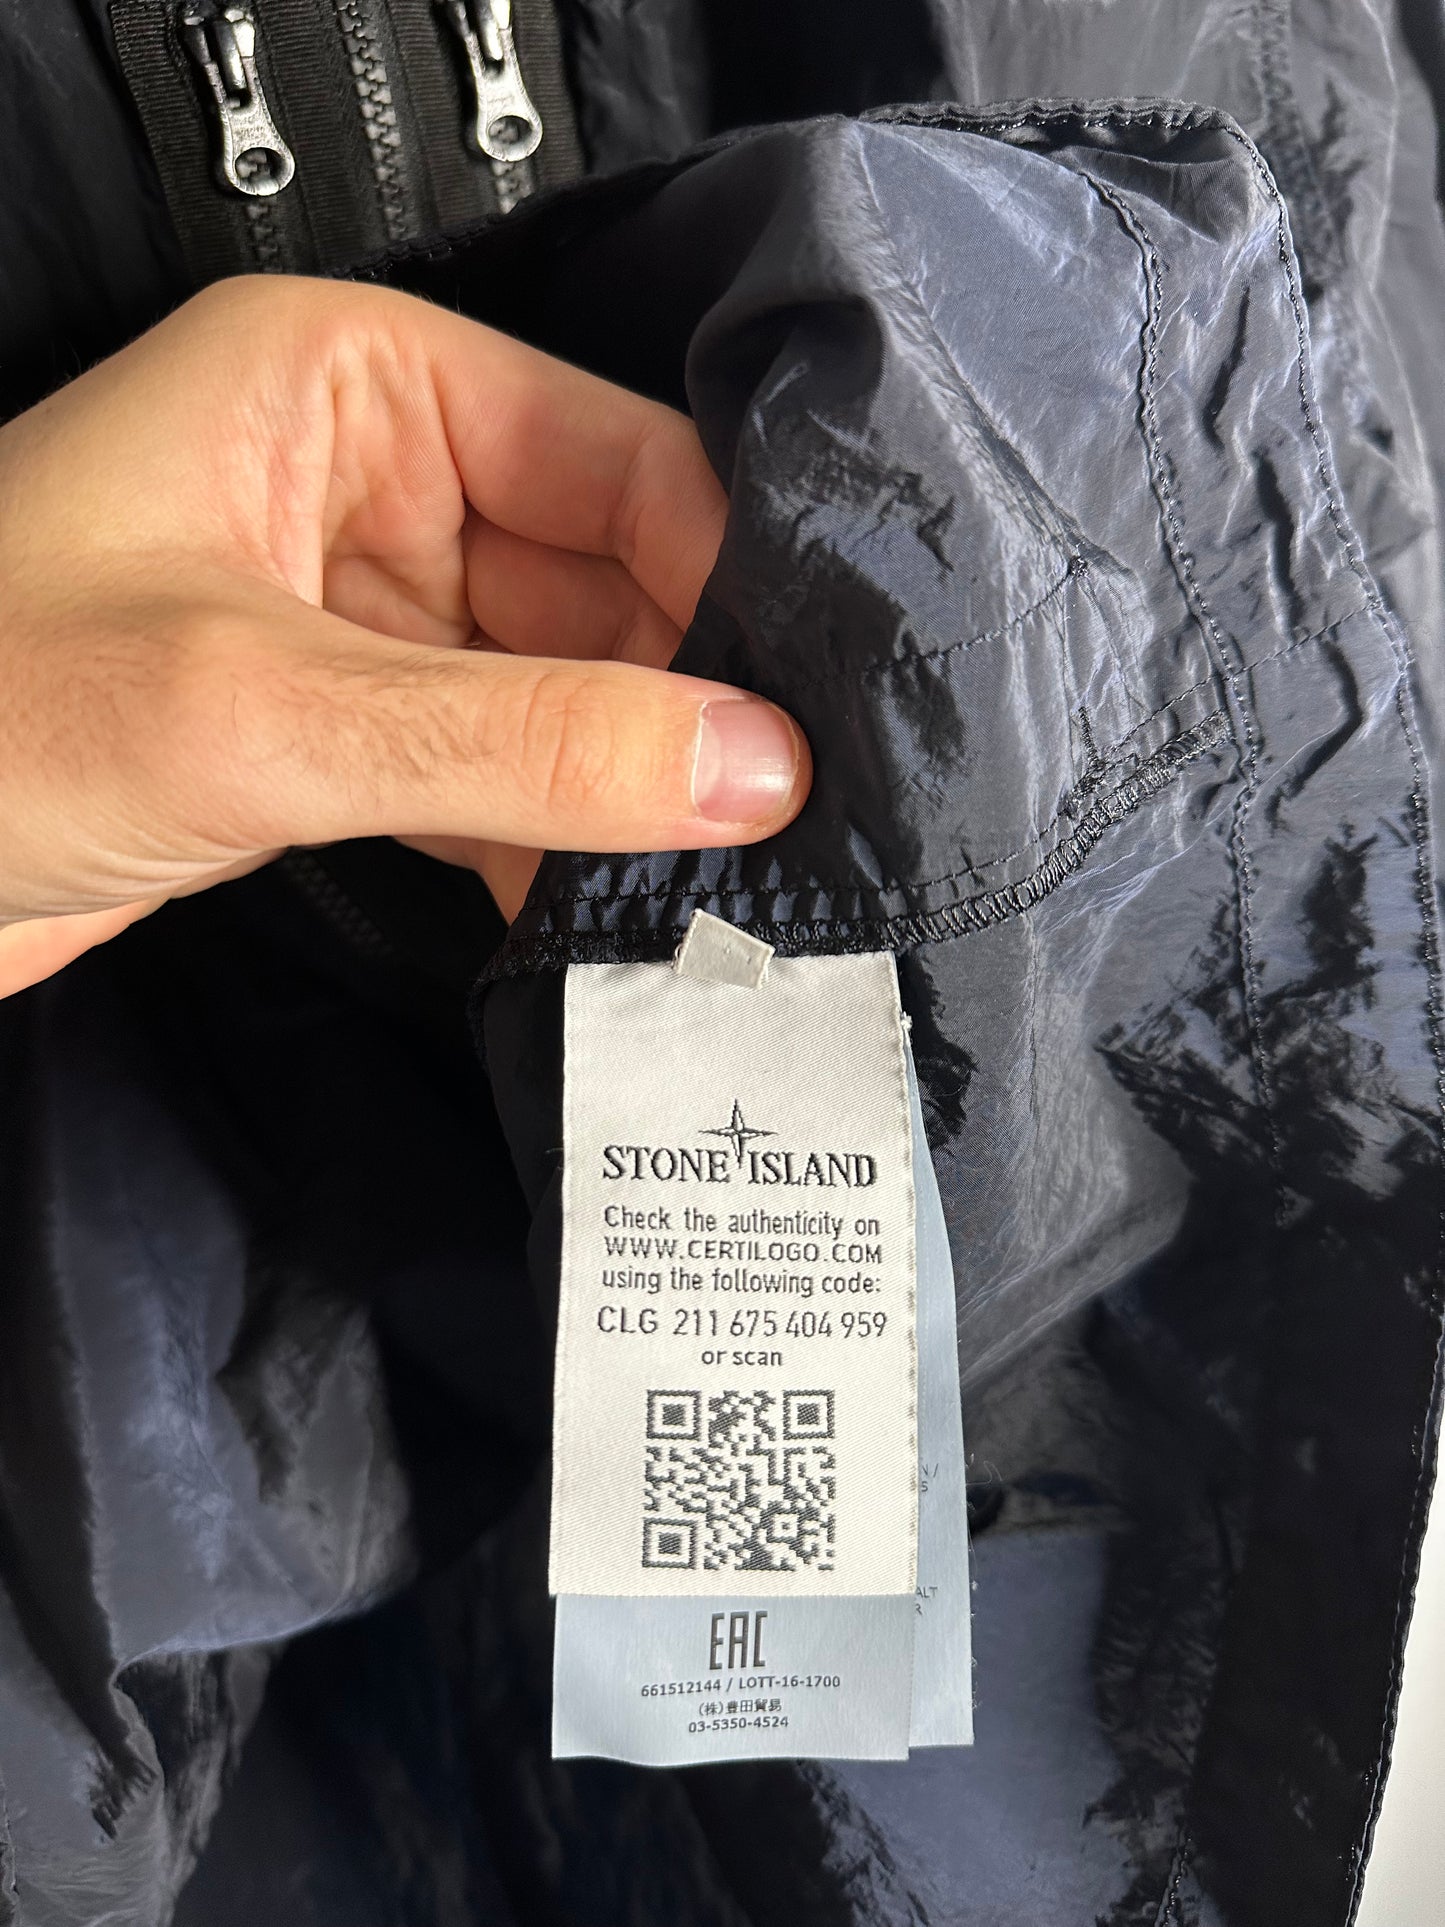 STONE ISLAND
Check the authenticity on
WWW.CERTILOGO.COM
using the following code:
CLG 211 675 404 959
or scan
EAC
661512144 / LOTT-16-1700
(株)豊田貿易
03-5350-4524